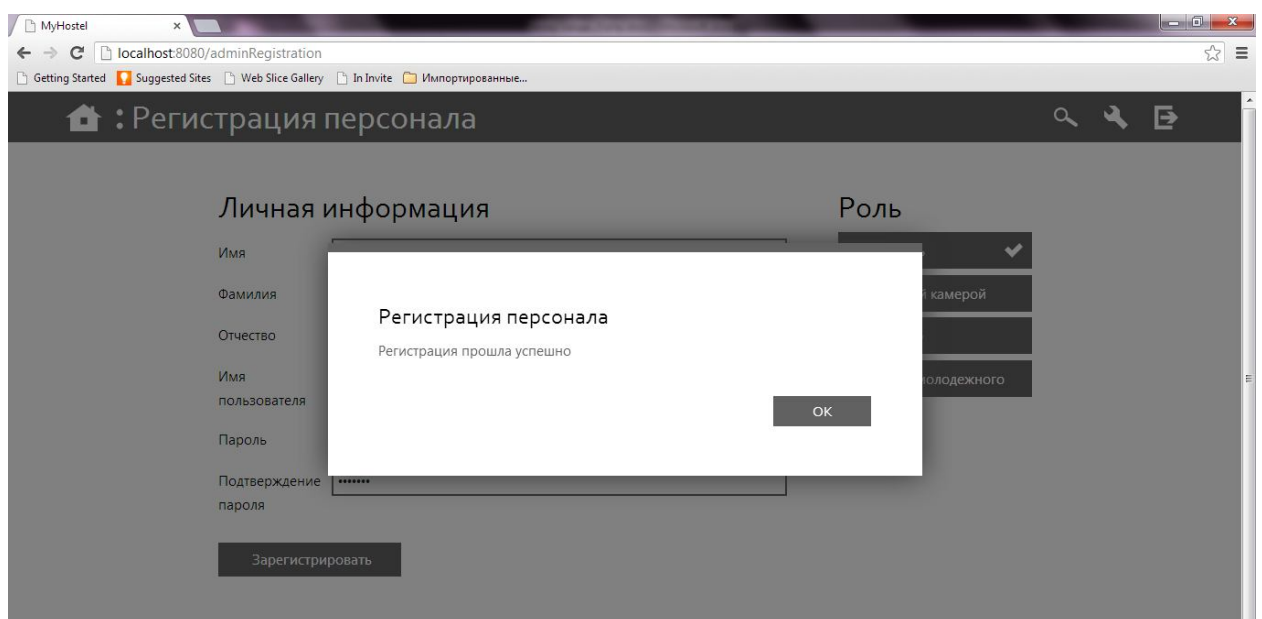 MyHostel
localhost:8080/adminRegistration
Getting Started Suggested Sites Web Slice Gallery In Invite Импортированные...
: Регистрация персонала
Личная информация
Роль
Имя
Фамилия
камерой
Отчество
Регистрация персонала
Регистрация прошла успешно
Имя
пользователя
OK
Пароль
Подтверждение
пароля
•••••••
Зарегистрировать